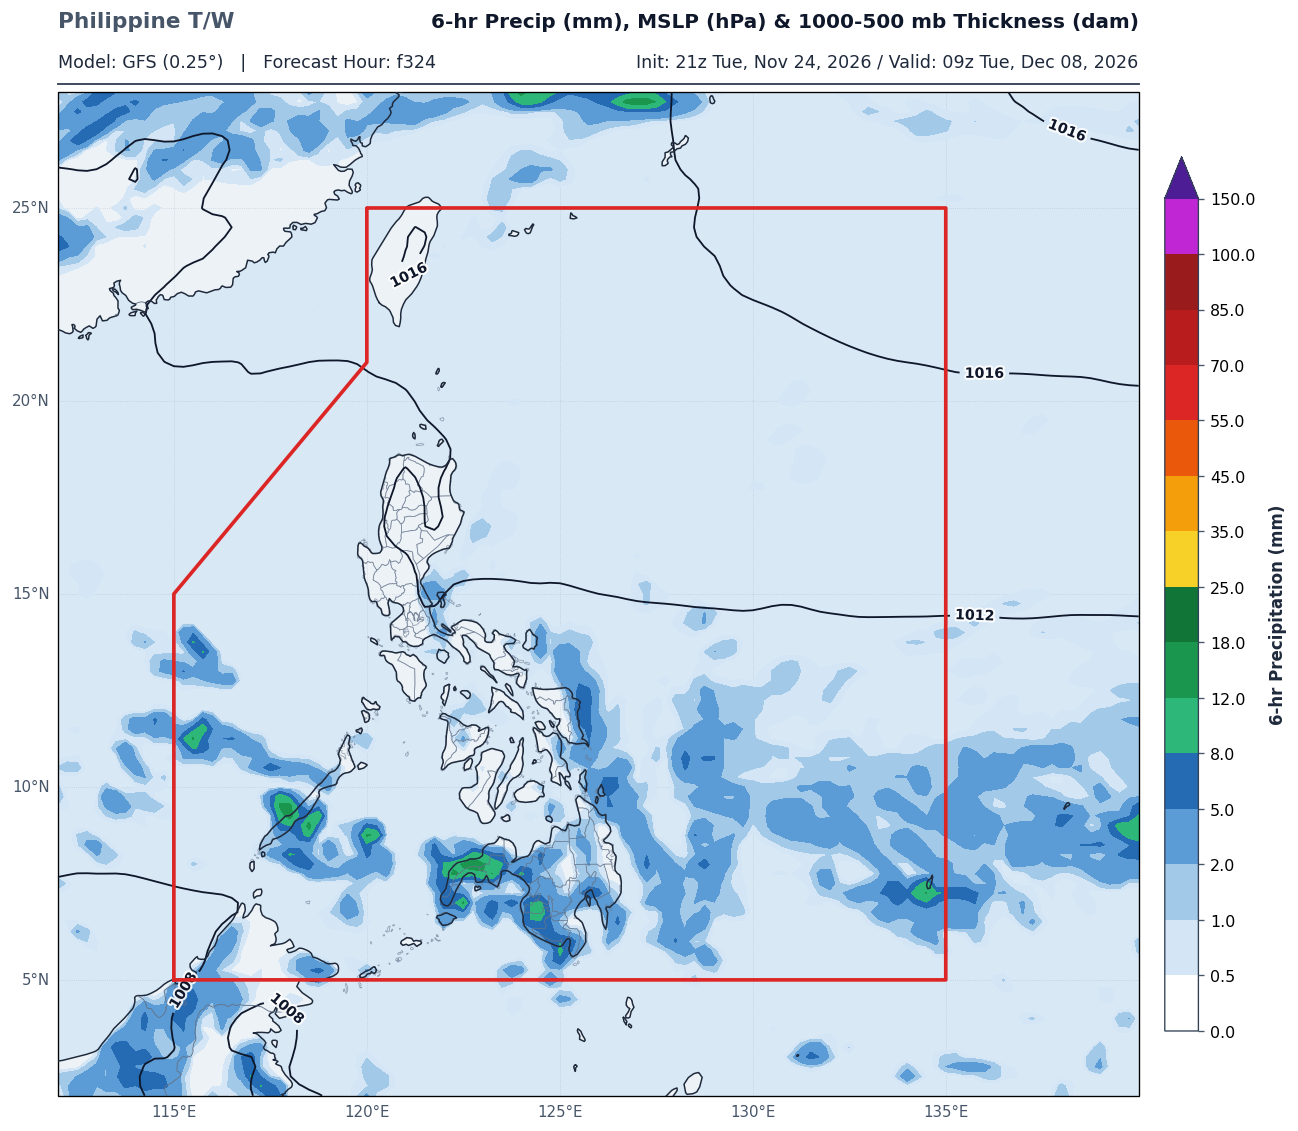 Philippine T/W
6-hr Precip (mm), MSLP (hPa) & 1000-500 mb Thickness (dam)
Model: GFS (0.25°) | Forecast Hour: f324
Init: 21z Tue, Nov 24, 2026 / Valid: 09z Tue, Dec 08, 2026
1016
1016
1016
1012
1008
1008
25°N
20°N
15°N
10°N
5°N
115°E
120°E
125°E
130°E
135°E
150.0
100.0
85.0
70.0
55.0
45.0
35.0
25.0
18.0
12.0
8.0
5.0
2.0
1.0
0.5
0.0
6-hr Precipitation (mm)